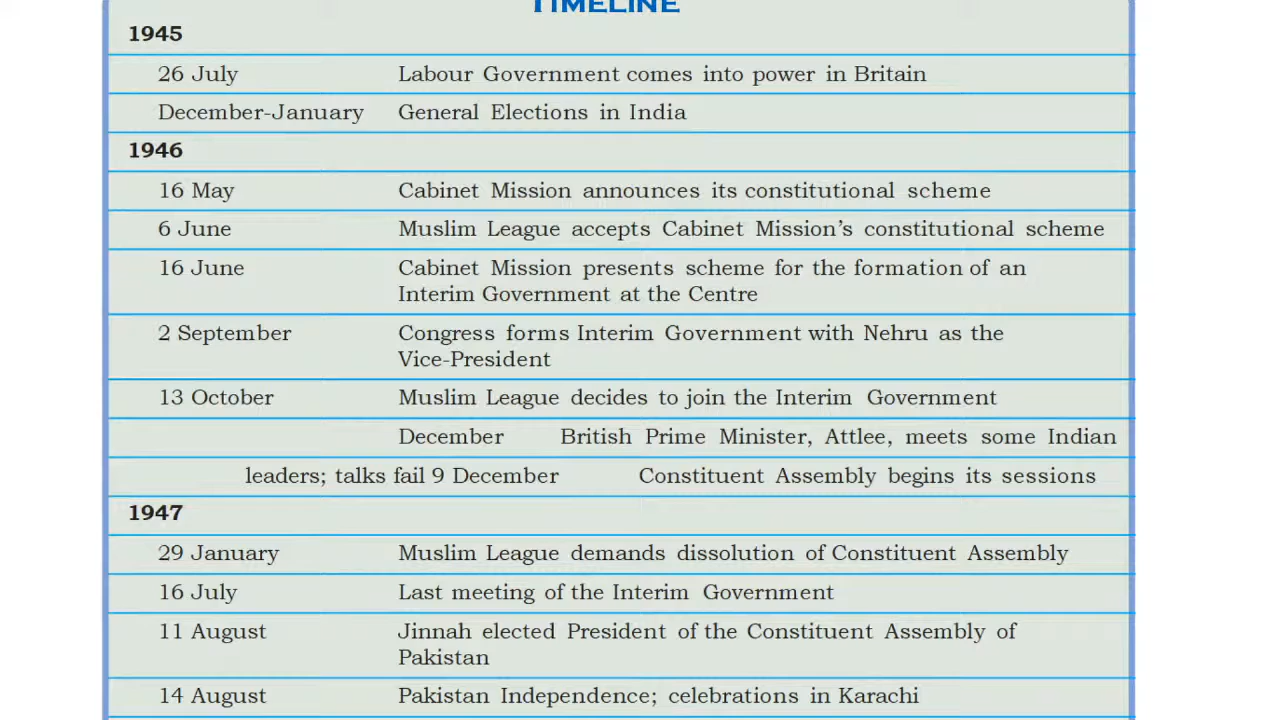 TIMELINE
1945
26 July Labour Government comes into power in Britain
December-January General Elections in India
1946
16 May Cabinet Mission announces its constitutional scheme
6 June Muslim League accepts Cabinet Mission's constitutional scheme
16 June Cabinet Mission presents scheme for the formation of an
Interim Government at the Centre
2 September Congress forms Interim Government with Nehru as the
Vice-President
13 October Muslim League decides to join the Interim Government
December British Prime Minister, Attlee, meets some Indian
leaders; talks fail 9 December Constituent Assembly begins its sessions
1947
29 January Muslim League demands dissolution of Constituent Assembly
16 July Last meeting of the Interim Government
11 August Jinnah elected President of the Constituent Assembly of
Pakistan
14 August Pakistan Independence; celebrations in Karachi